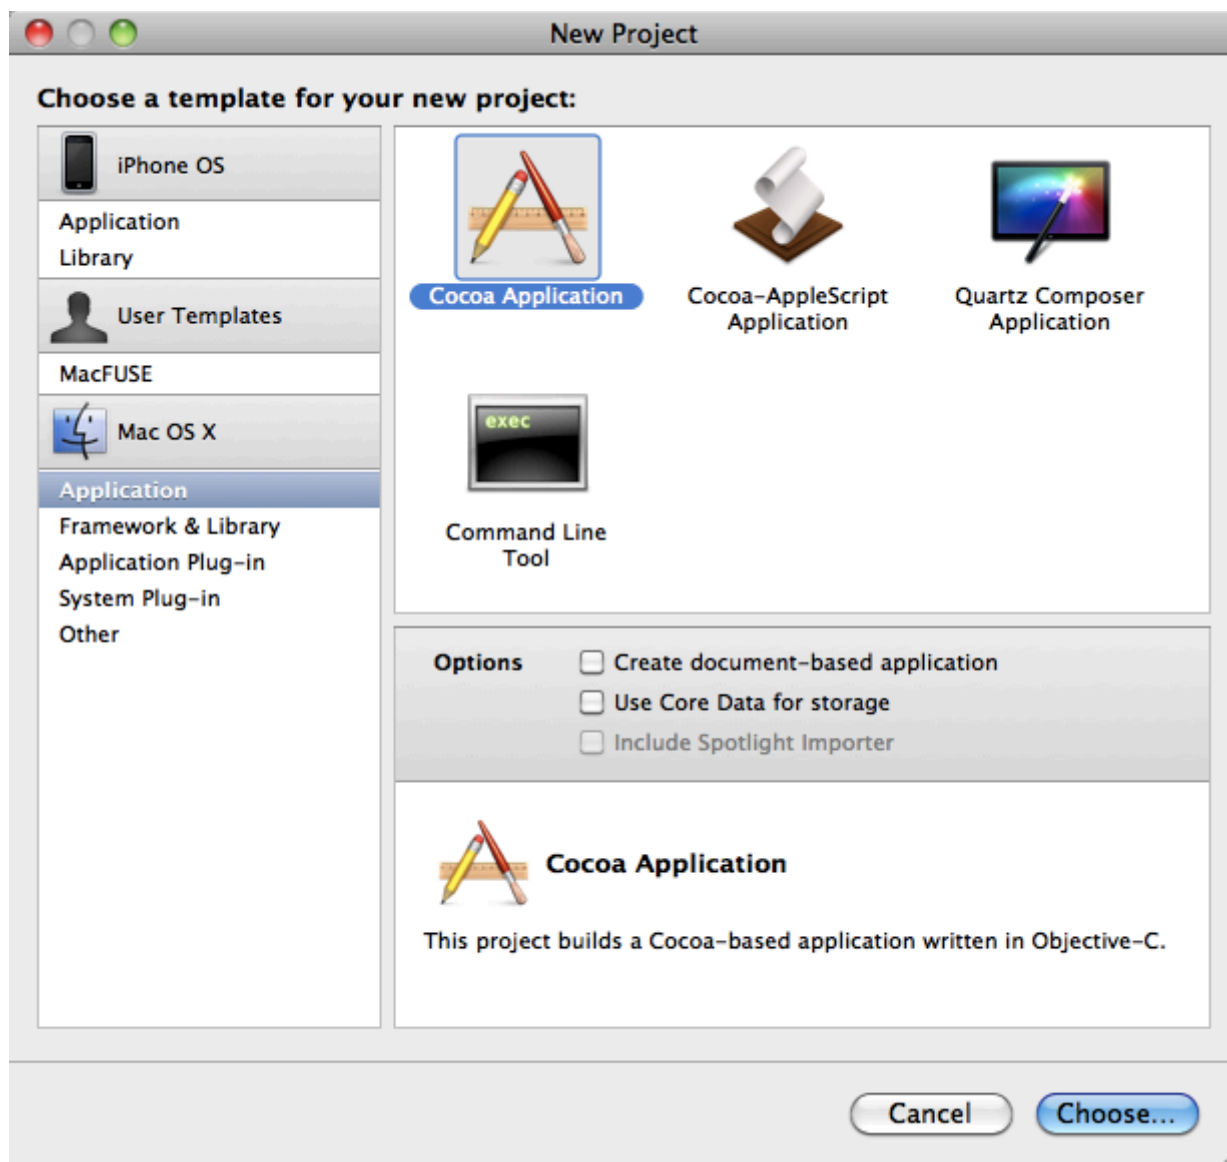 New Project
Choose a template for your new project:
iPhone OS
Application
Library
User Templates
MacFUSE
Mac OS X
Application
Framework & Library
Application Plug-in
System Plug-in
Other
Cocoa Application
Cocoa-AppleScript
Application
Quartz Composer
Application
exec
Command Line
Tool
Options
Create document-based application
Use Core Data for storage
Include Spotlight Importer
Cocoa Application
This project builds a Cocoa-based application written in Objective-C.
Cancel
Choose...